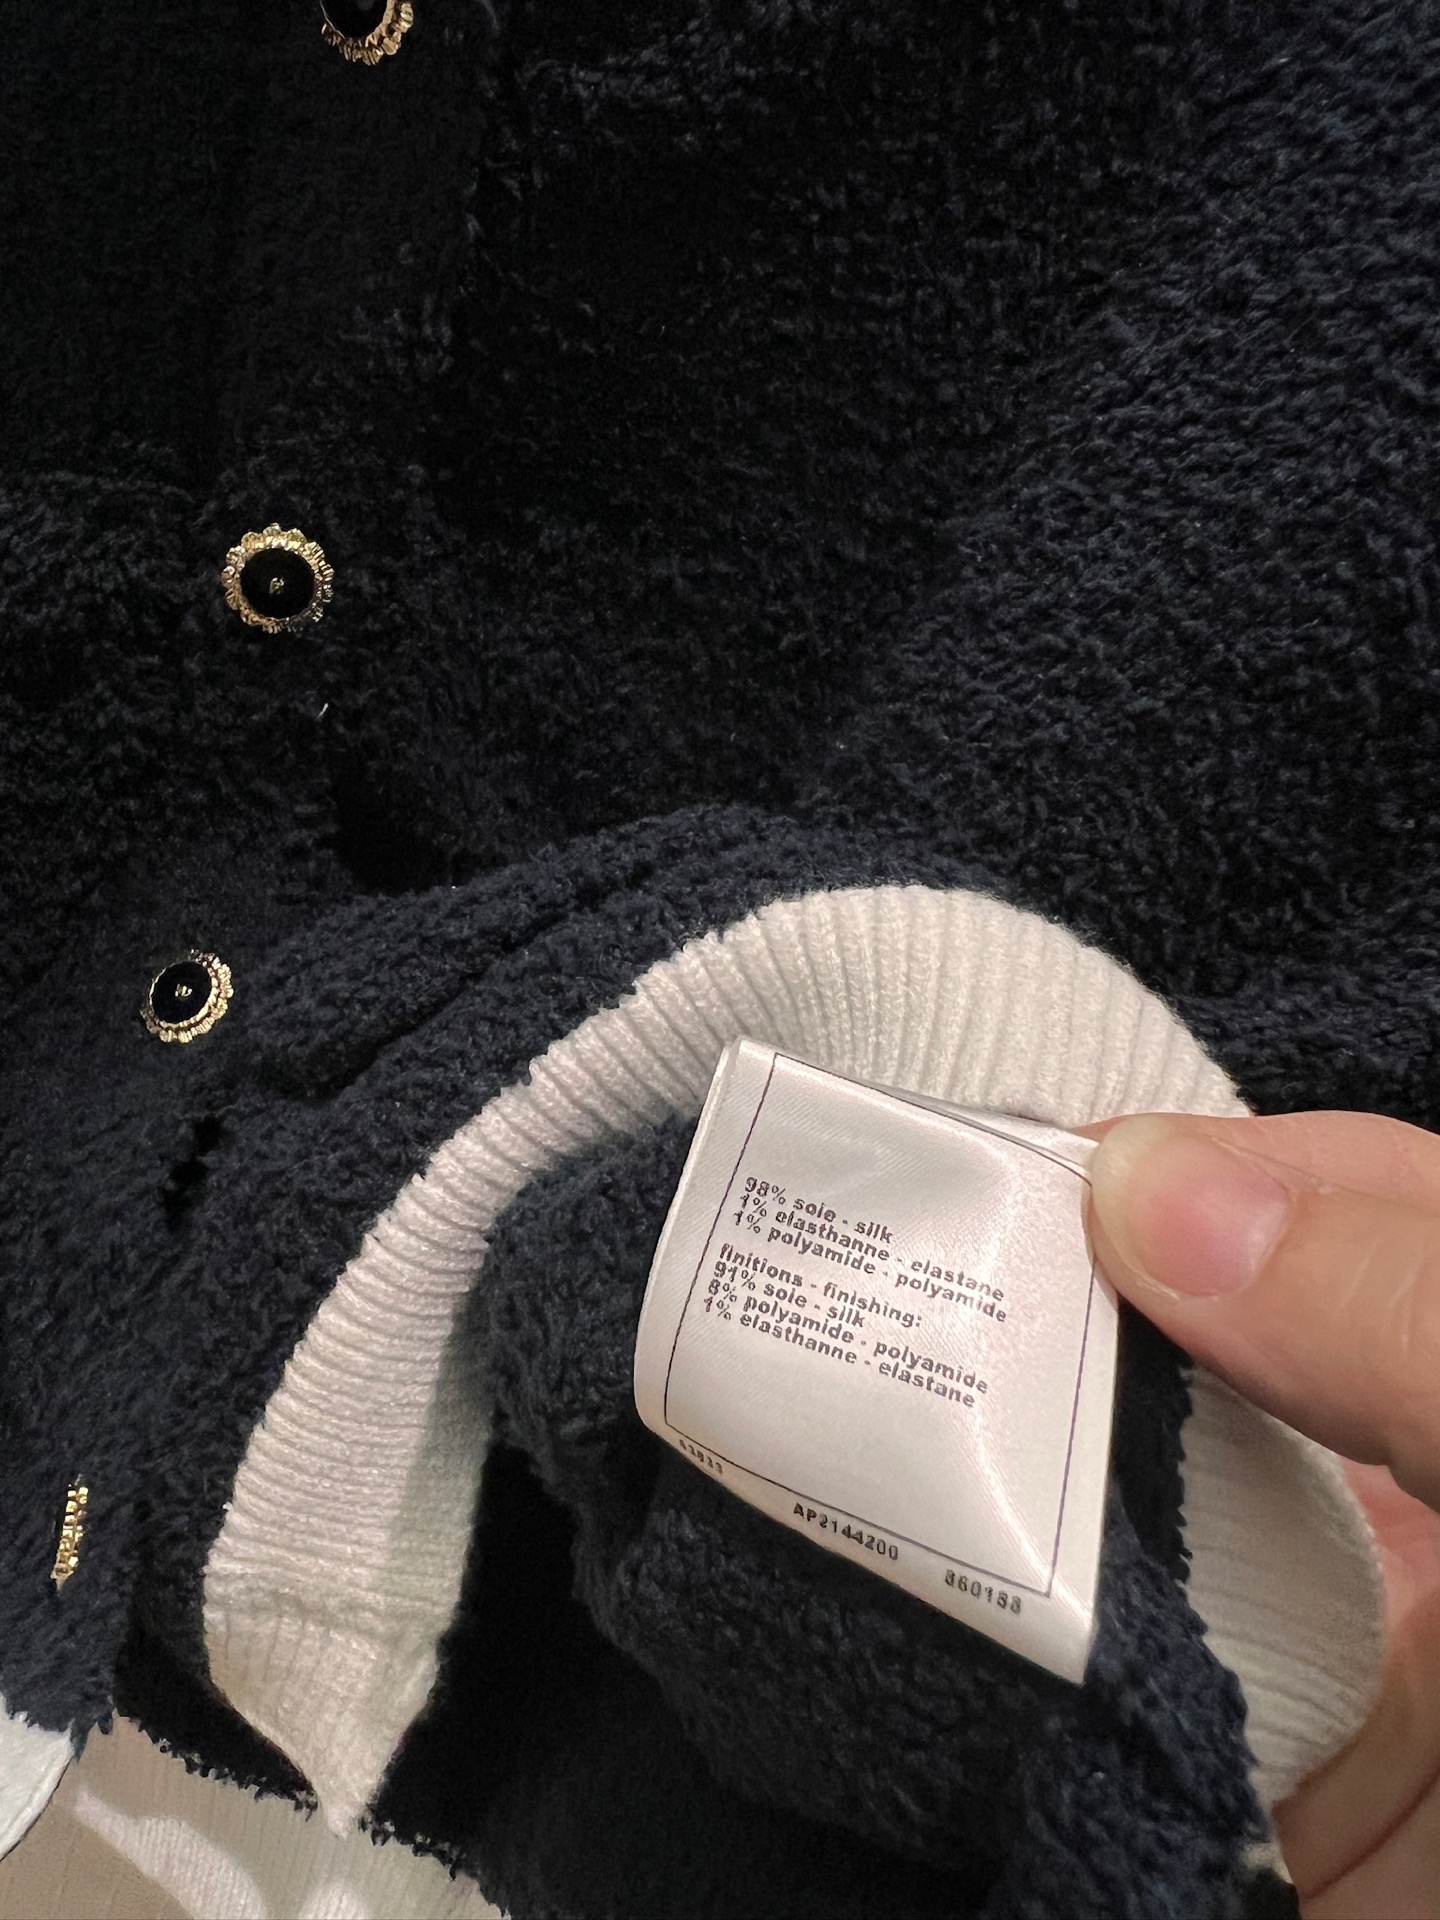 98% soie - silk
1% elasthanne - elastane
1% polyamide - polyamide
finitions - finishing:
91% soie - silk
8% polyamide - polyamide
1% elasthanne - elastane
AP2144200